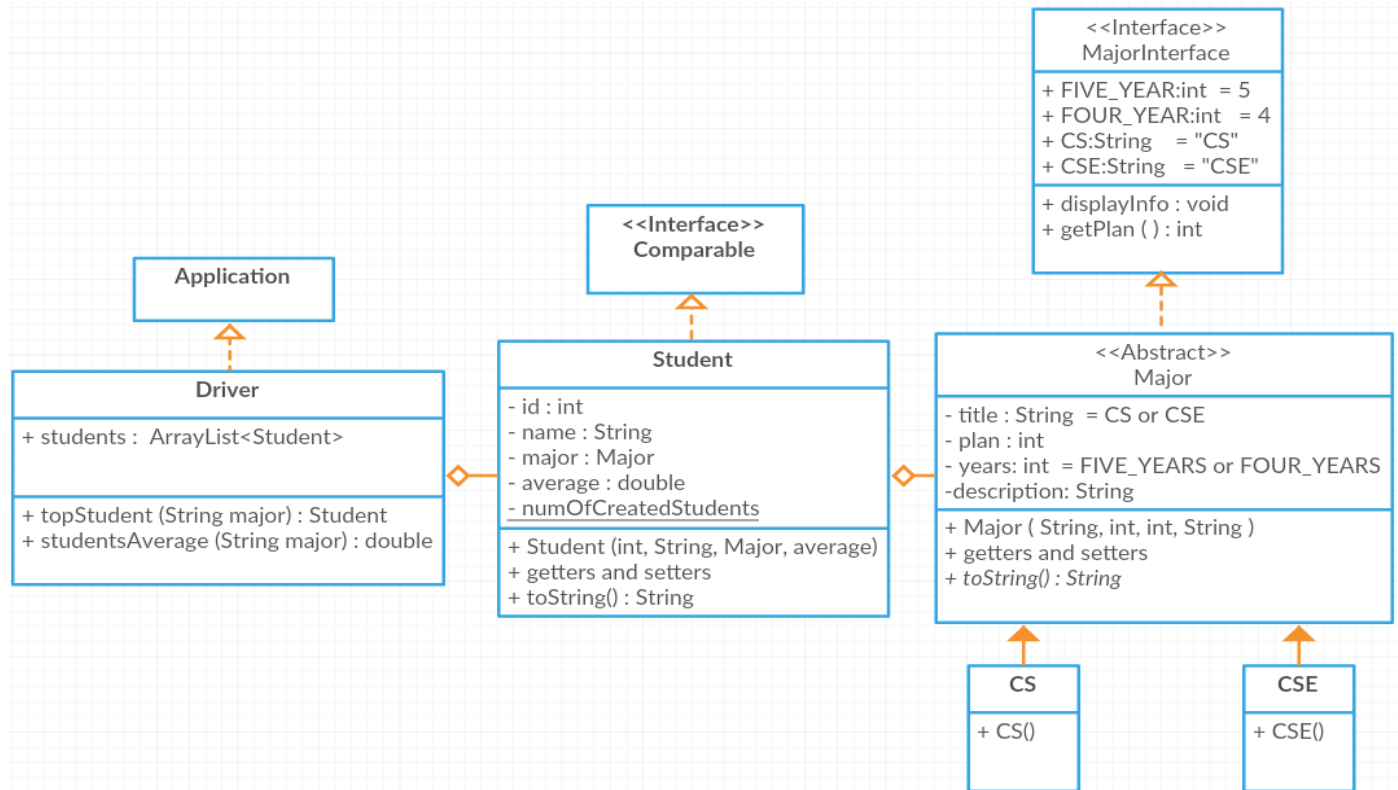 Application
Driver
+ students :  ArrayList<Student>
+ topStudent (String major) : Student
+ studentsAverage (String major) : double
<<Interface>>
Comparable
Student
- id : int
- name : String
- major : Major
- average : double
- numOfCreatedStudents
+ Student (int, String, Major, average)
+ getters and setters
+ toString() : String
<<Interface>>
MajorInterface
+ FIVE_YEAR:int  = 5
+ FOUR_YEAR:int   = 4
+ CS:String    = "CS"
+ CSE:String   = "CSE"
+ displayInfo : void
+ getPlan ( ) : int
<<Abstract>>
Major
- title : String  = CS or CSE
- plan : int
- years: int  = FIVE_YEARS or FOUR_YEARS
-description: String
+ Major ( String, int, int, String )
+ getters and setters
+ toString() : String
CS
+ CS()
CSE
+ CSE()